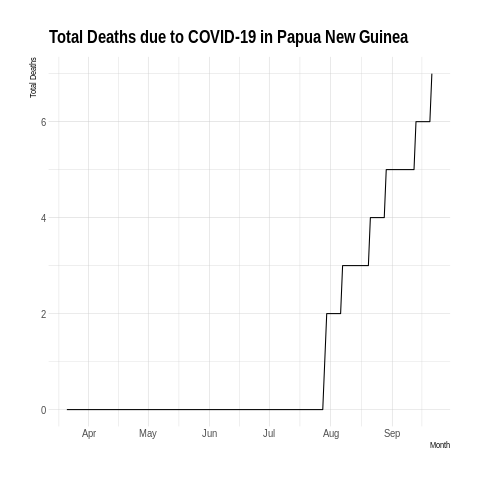 Total Deaths due to COVID-19 in Papua New Guinea
Total Deaths
6
4
2
0
Apr May Jun Jul Aug Sep
Month